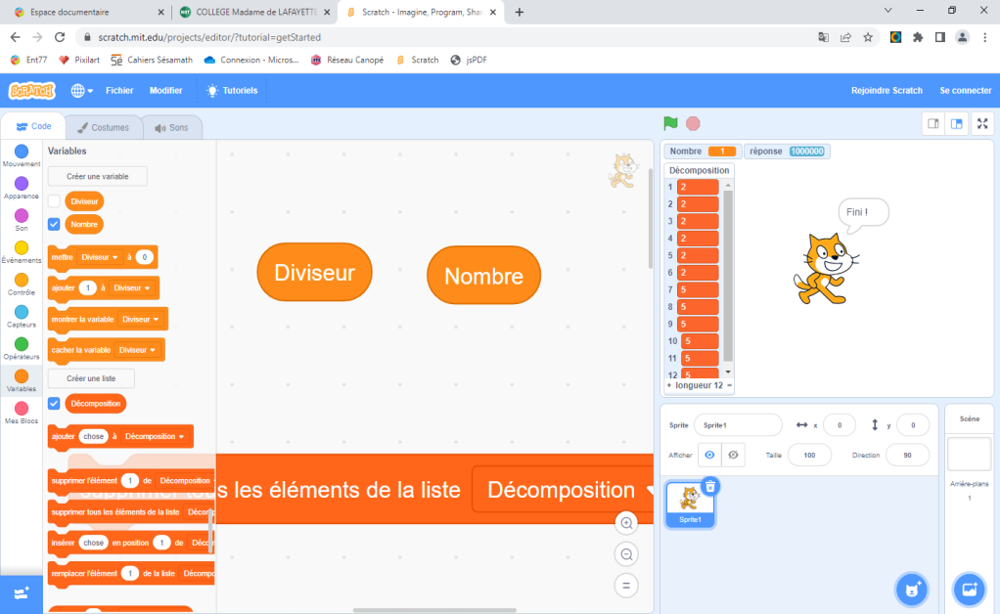 Espace documentaire
COLLEGE Madame de LAFAYETTE
Scratch - Imagine, Program, Sha
scratch.mit.edu/projects/editor/?tutorial=getStarted
Ent77 Pixilart Cahiers Sésamath Connexion - Micros... Réseau Canopé Scratch jsPDF
SCRATCH Fichier Modifier Tutoriels Rejoindre Scratch Se connecter
Code Costumes Sons
Mouvement
Apparence
Son
Événements
Contrôle
Capteurs
Opérateurs
Variables
Mes Blocs
Variables
Créer une variable
Diviseur
Nombre
mettre Diviseur à 0
ajouter 1 à Diviseur
montrer la variable Diviseur
cacher la variable Diviseur
Créer une liste
Décomposition
ajouter chose à Décomposition
supprimer l'élément 1 de Décomposition
supprimer tous les éléments de la liste Décomp
insérer chose en position 1 de Décom
remplacer l'élément 1 de la liste Décompo
Diviseur
Nombre
supprimer tous les éléments de la liste Décomposition
Nombre 1
réponse 1000000
Décomposition
1 2
2 2
3 2
4 2
5 2
6 2
7 5
8 5
9 5
10 5
11 5
12 5
+ longueur 12 =
Fini !
Sprite Sprite1 x 0 y 0
Afficher Taille 100 Direction 90
Sprite1
Scène
Arrière-plans
1